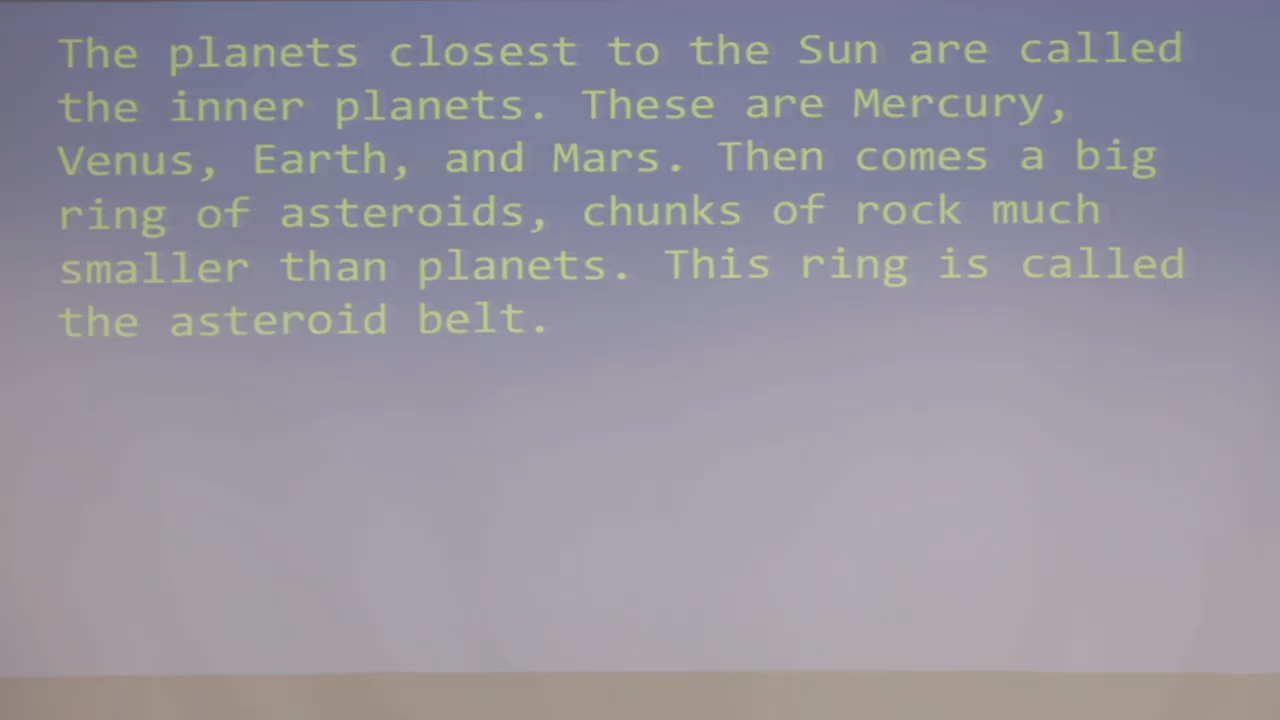 The planets closest to the Sun are called
the inner planets. These are Mercury,
Venus, Earth, and Mars. Then comes a big
ring of asteroids, chunks of rock much
smaller than planets. This ring is called
the asteroid belt.